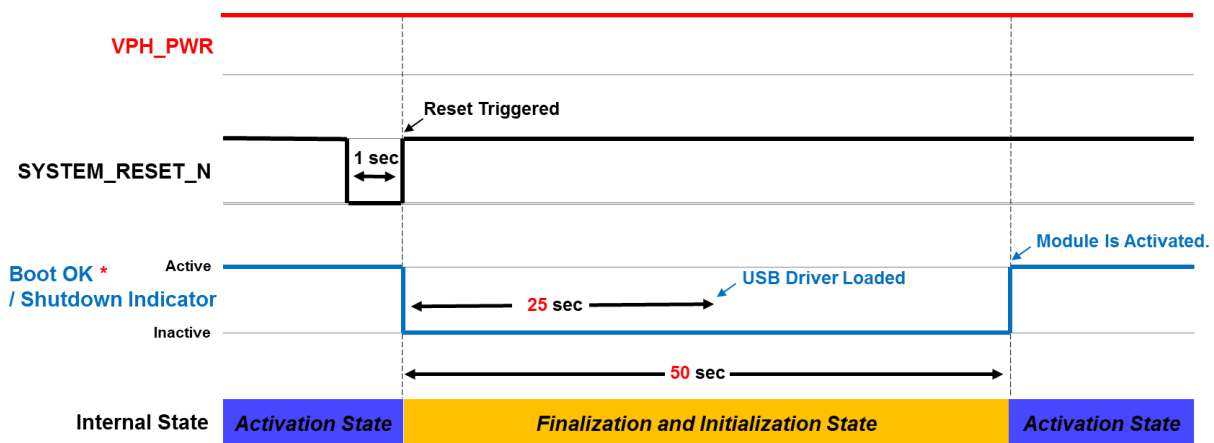 VPH_PWR
Reset Triggered
1 sec
SYSTEM_RESET_N
Module Is Activated.
Boot OK *
/ Shutdown Indicator
Active
USB Driver Loaded
25 sec
Inactive
50 sec
Internal State
Activation State
Finalization and Initialization State
Activation State